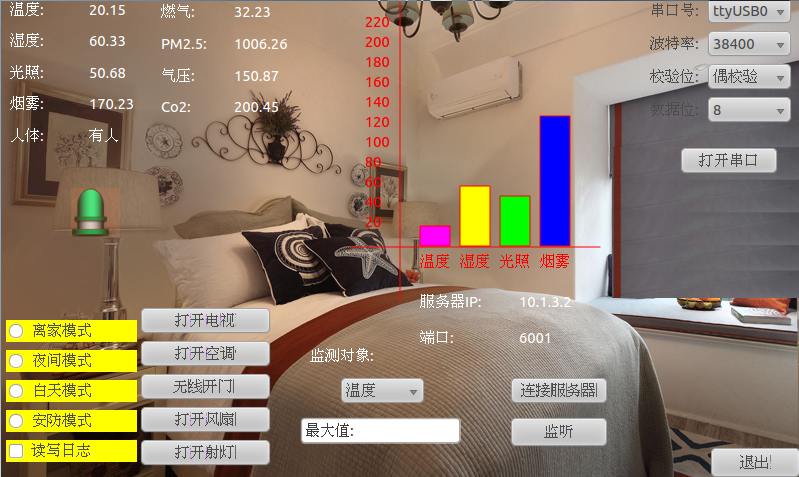 温度: 20.15
湿度: 60.33
光照: 50.68
烟雾: 170.23
人体: 有人
燃气: 32.23
PM2.5: 1006.26
气压: 150.87
Co2: 200.45
220
200
180
160
140
120
100
80
60
40
20
温度 湿度 光照 烟雾
串口号: ttyUSB0
波特率: 38400
校验位: 偶校验
数据位: 8
打开串口
离家模式
夜间模式
白天模式
安防模式
读写日志
打开电视
打开空调
无线开门
打开风扇
打开射灯
服务器IP: 10.1.3.2
端口: 6001
监测对象:
温度
连接服务器
最大值:
监听
退出